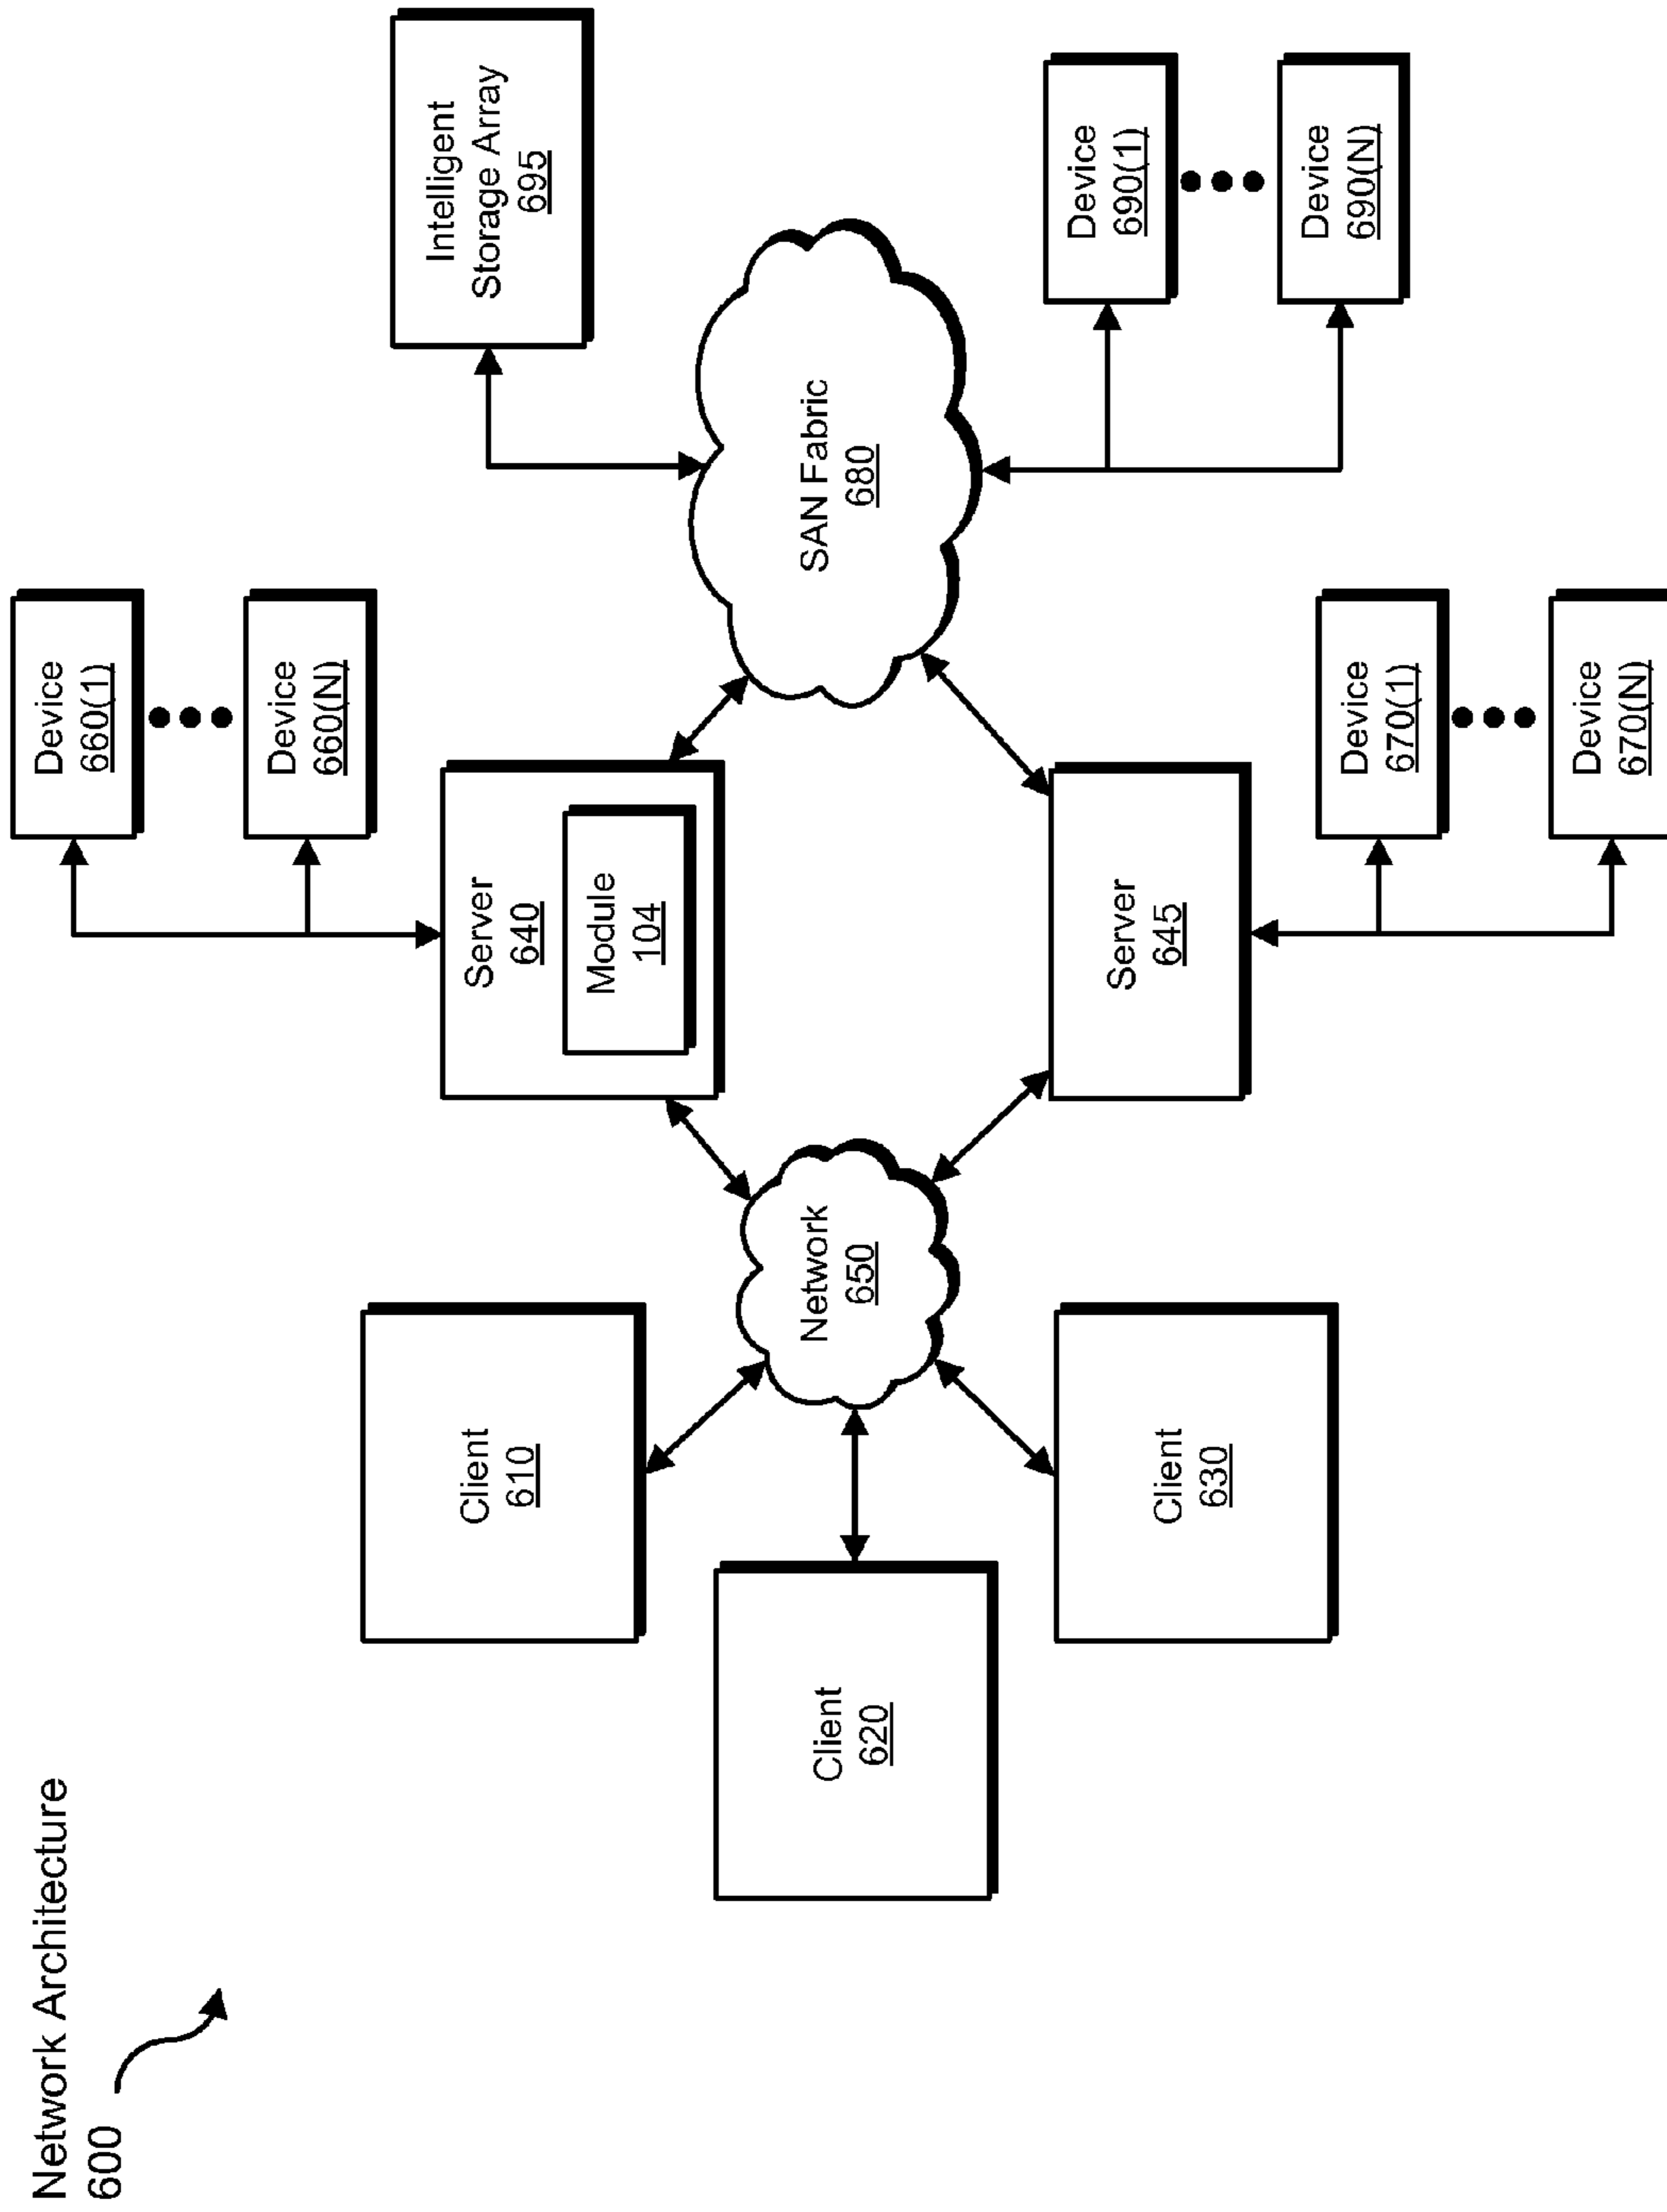 Network Architecture
600
Device
660(1)
Device
660(N)
Server
640
Module
104
Intelligent
Storage Array
695
Client
610
Client
620
Client
630
Network
650
SAN Fabric
680
Server
645
Device
690(1)
Device
690(N)
Device
670(1)
Device
670(N)